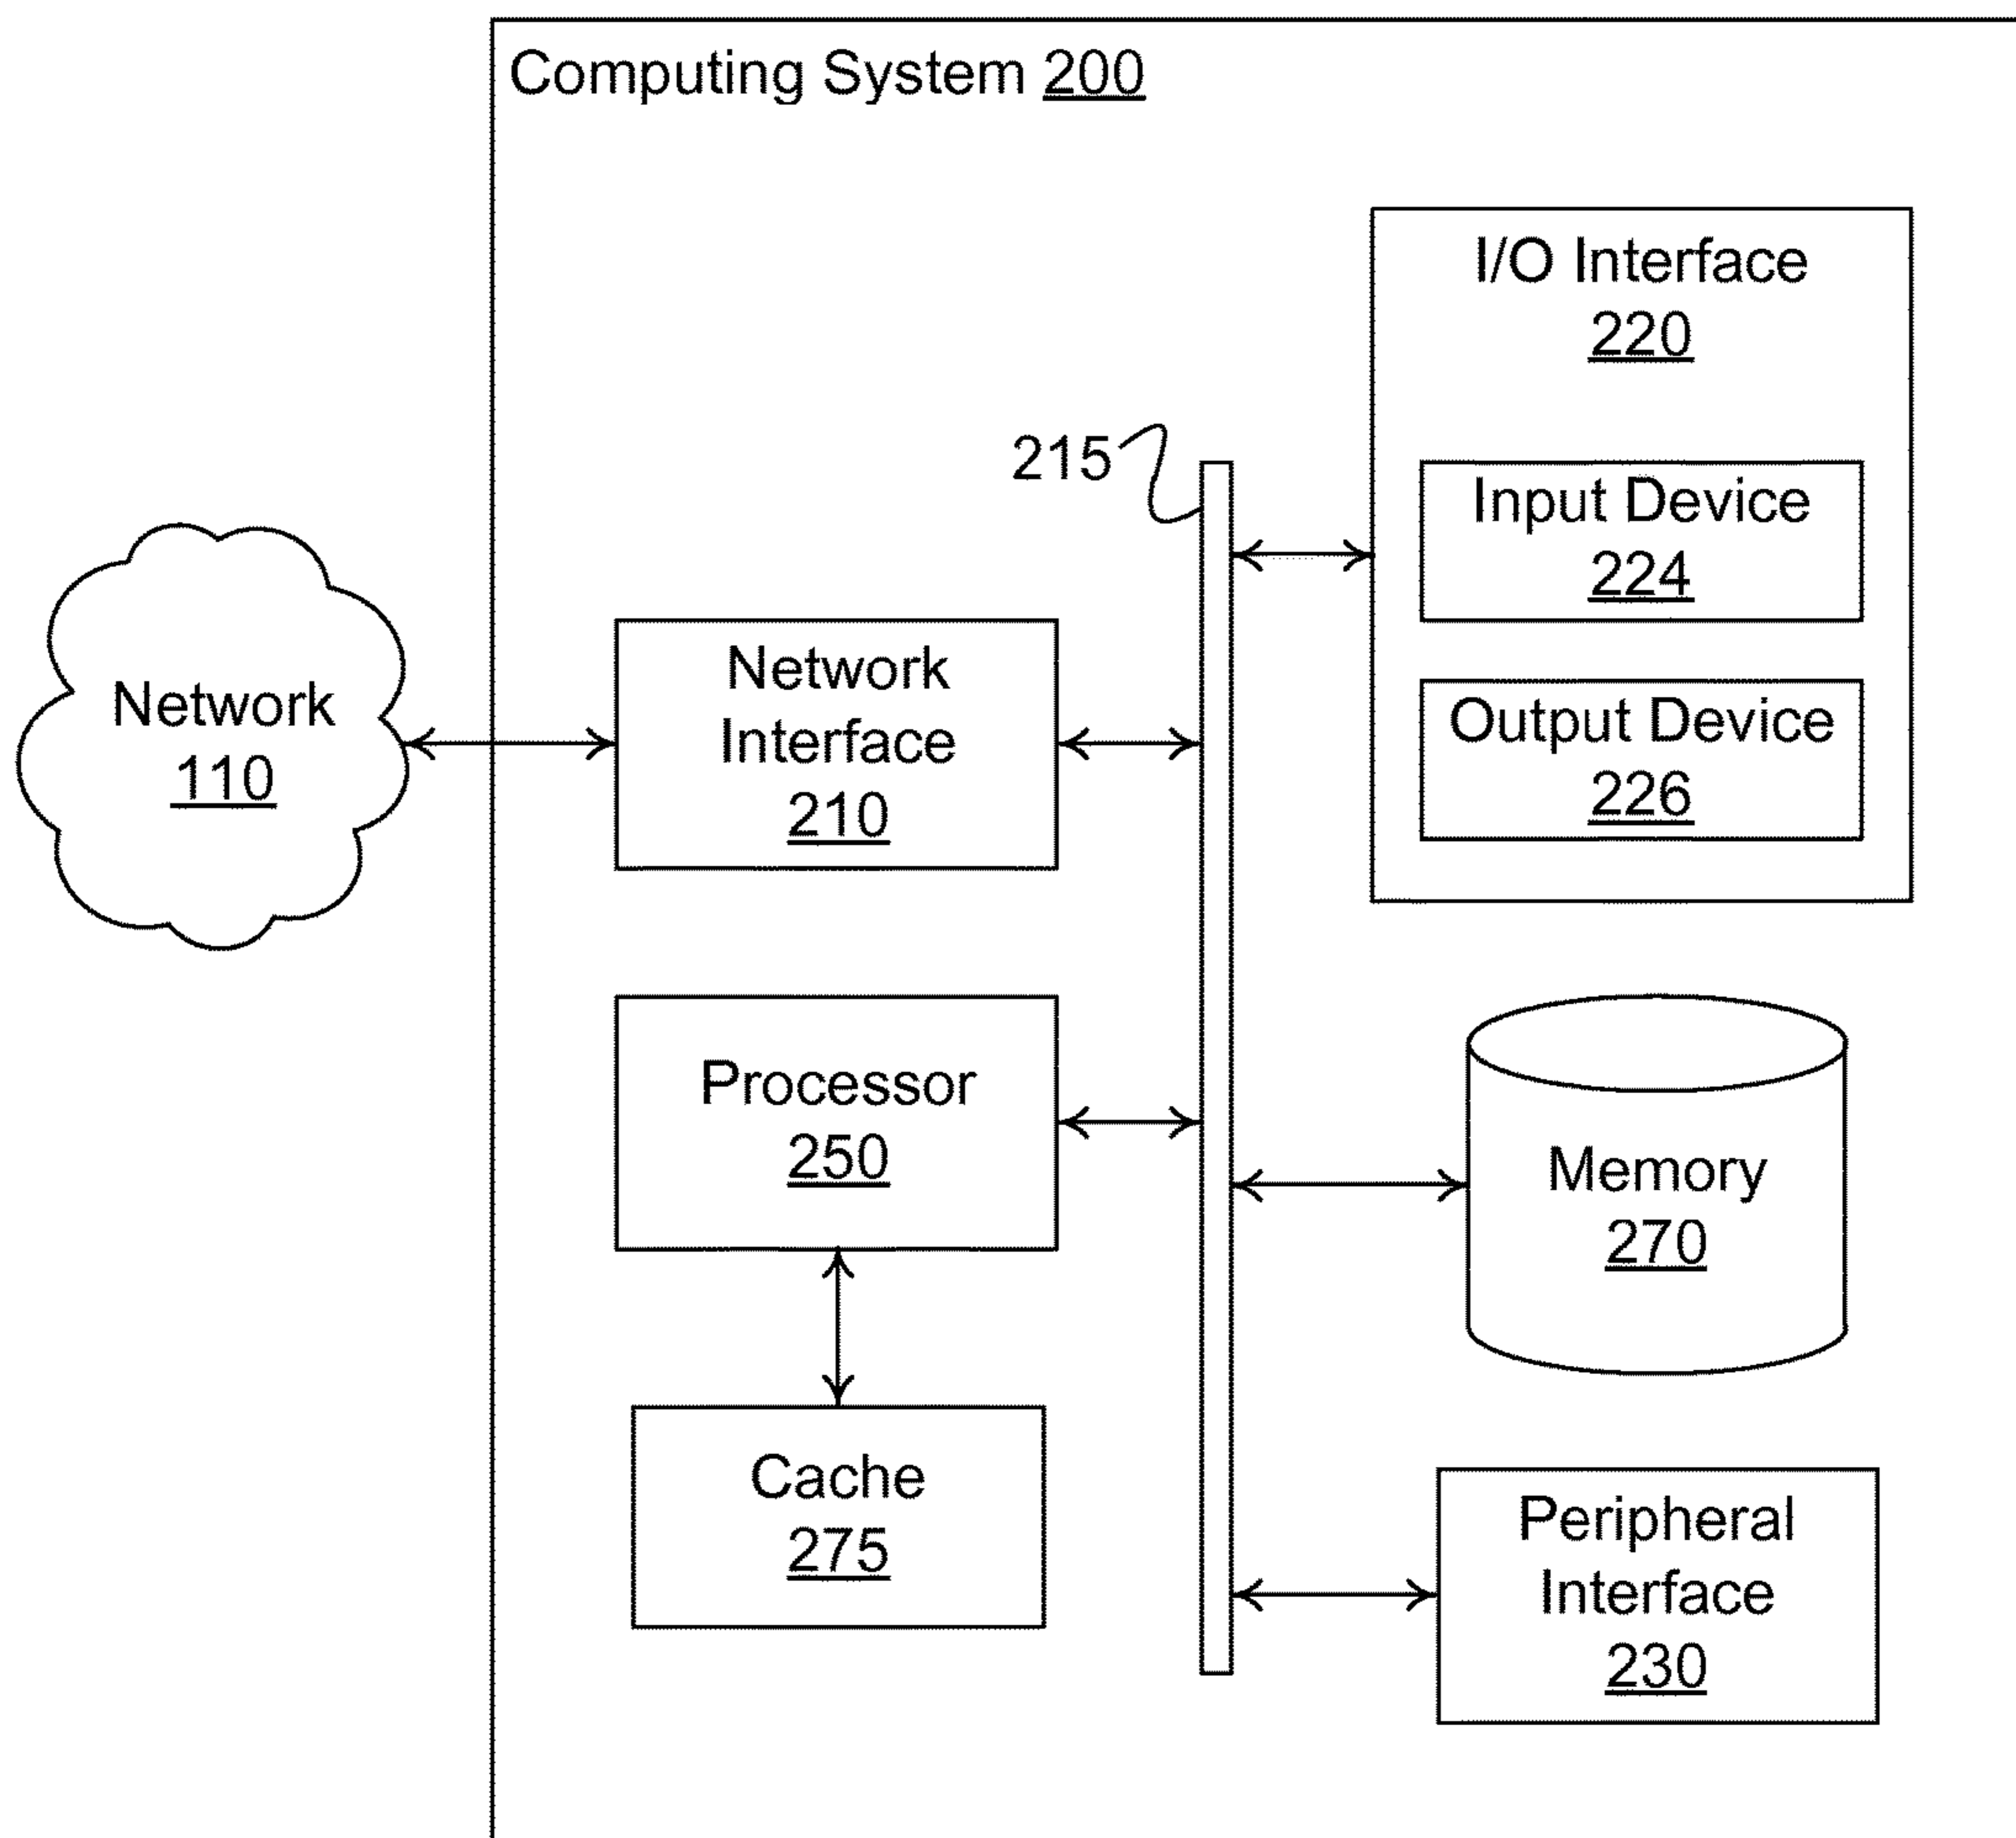 Computing System 200
I/O Interface
220
215
Input Device
224
Network
Interface
210
Output Device
226
Network
110
Processor
250
Memory
270
Cache
275
Peripheral
Interface
230